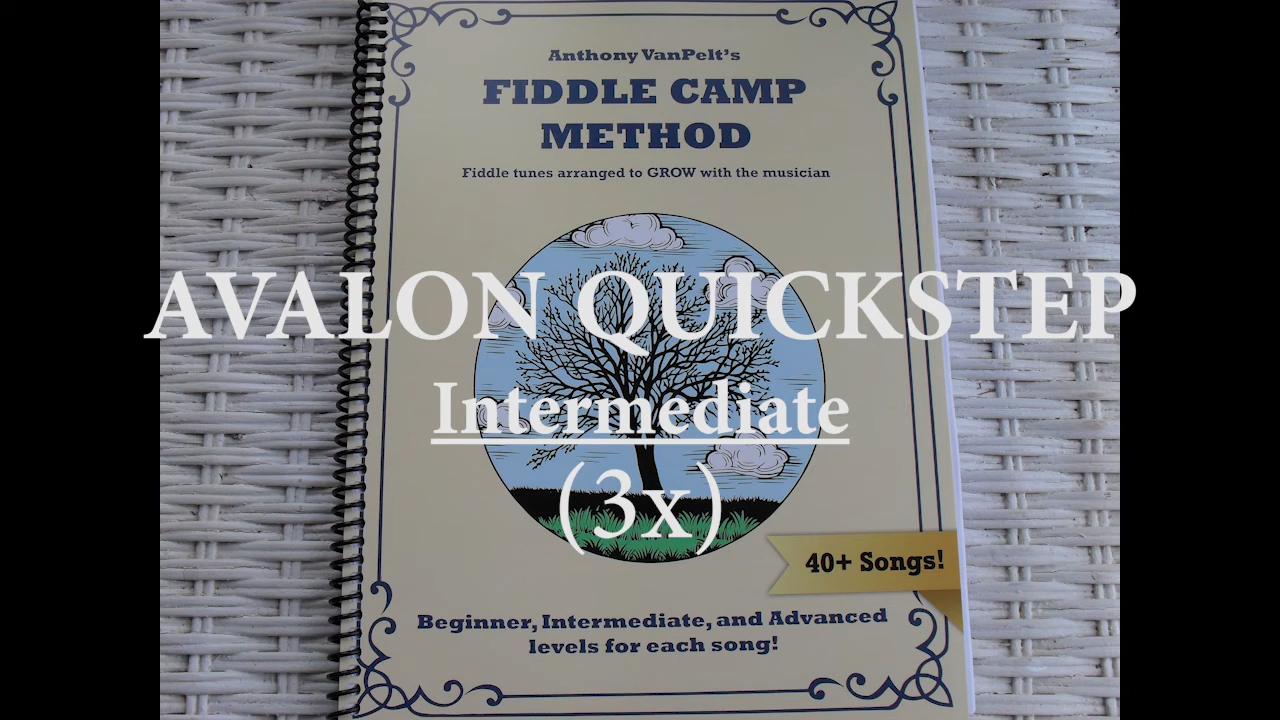 Anthony VanPelt's
FIDDLE CAMP
METHOD
Fiddle tunes arranged to GROW with the musician
AVALON QUICKSTEP
Intermediate
(3x)
40+ Songs!
Beginner, Intermediate, and Advanced
levels for each song!